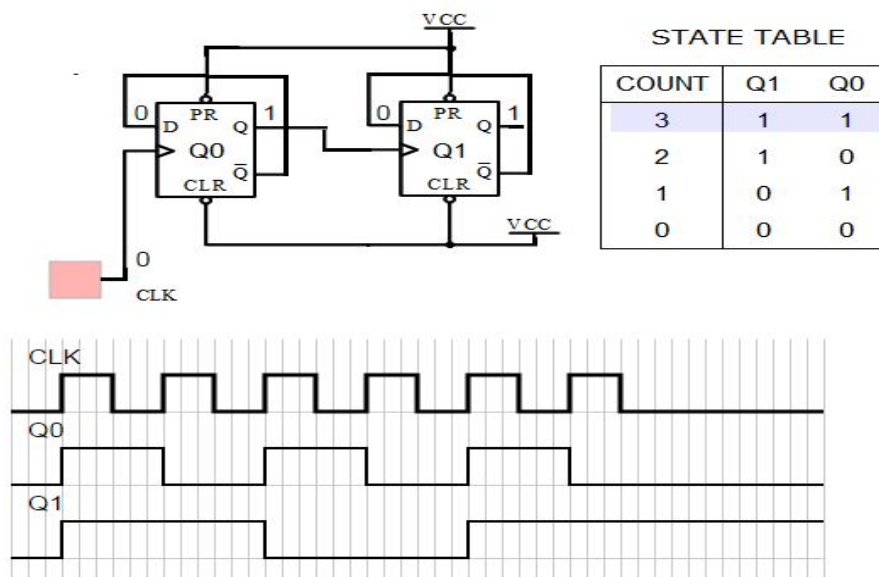 VCC
STATE TABLE
COUNT Q1 Q0
3 1 1
2 1 0
1 0 1
0 0 0
0 PR 1 0 PR 1
D Q D Q
Q0 Q1
Q̅ Q̅
CLR CLR
VCC
0
CLK
CLK
Q0
Q1